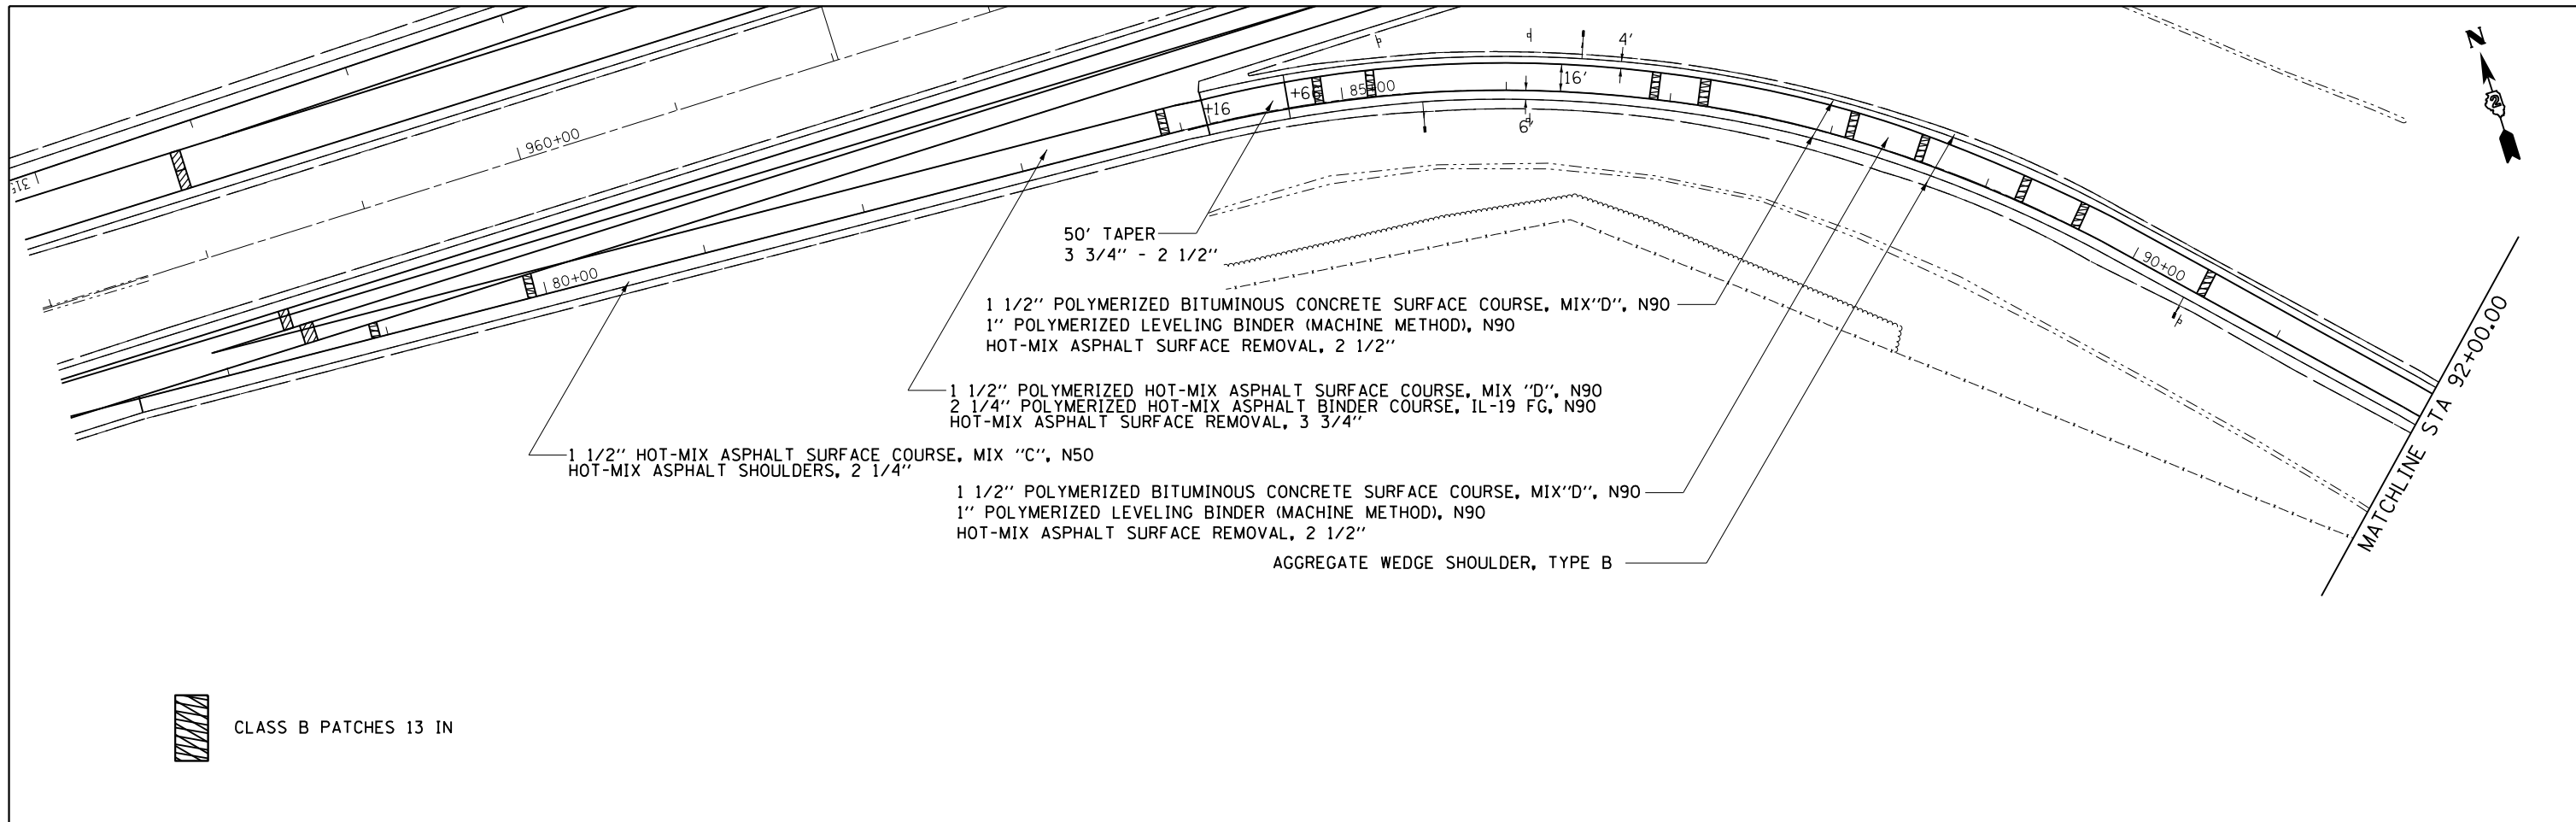 4'
N
2
16'
+66
85+00
+16
6'
960+00
315
50' TAPER
3 3/4" - 2 1/2"
80+00
90+00
1 1/2" POLYMERIZED BITUMINOUS CONCRETE SURFACE COURSE, MIX"D", N90
1" POLYMERIZED LEVELING BINDER (MACHINE METHOD), N90
HOT-MIX ASPHALT SURFACE REMOVAL, 2 1/2"
1 1/2" POLYMERIZED HOT-MIX ASPHALT SURFACE COURSE, MIX "D", N90
2 1/4" POLYMERIZED HOT-MIX ASPHALT BINDER COURSE, IL-19 FG, N90
HOT-MIX ASPHALT SURFACE REMOVAL, 3 3/4"
1 1/2" HOT-MIX ASPHALT SURFACE COURSE, MIX "C", N50
HOT-MIX ASPHALT SHOULDERS, 2 1/4"
1 1/2" POLYMERIZED BITUMINOUS CONCRETE SURFACE COURSE, MIX"D", N90
1" POLYMERIZED LEVELING BINDER (MACHINE METHOD), N90
HOT-MIX ASPHALT SURFACE REMOVAL, 2 1/2"
AGGREGATE WEDGE SHOULDER, TYPE B
MATCHLINE STA 92+00.00
CLASS B PATCHES 13 IN